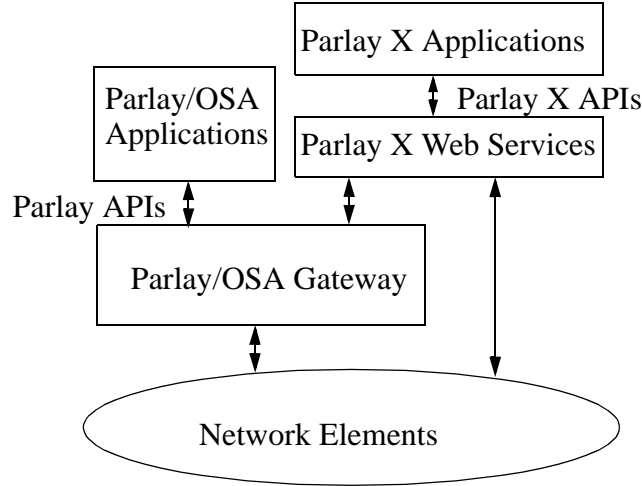 Parlay X Applications
Parlay/OSA
Applications
Parlay X APIs
Parlay X Web Services
Parlay APIs
Parlay/OSA Gateway
Network Elements